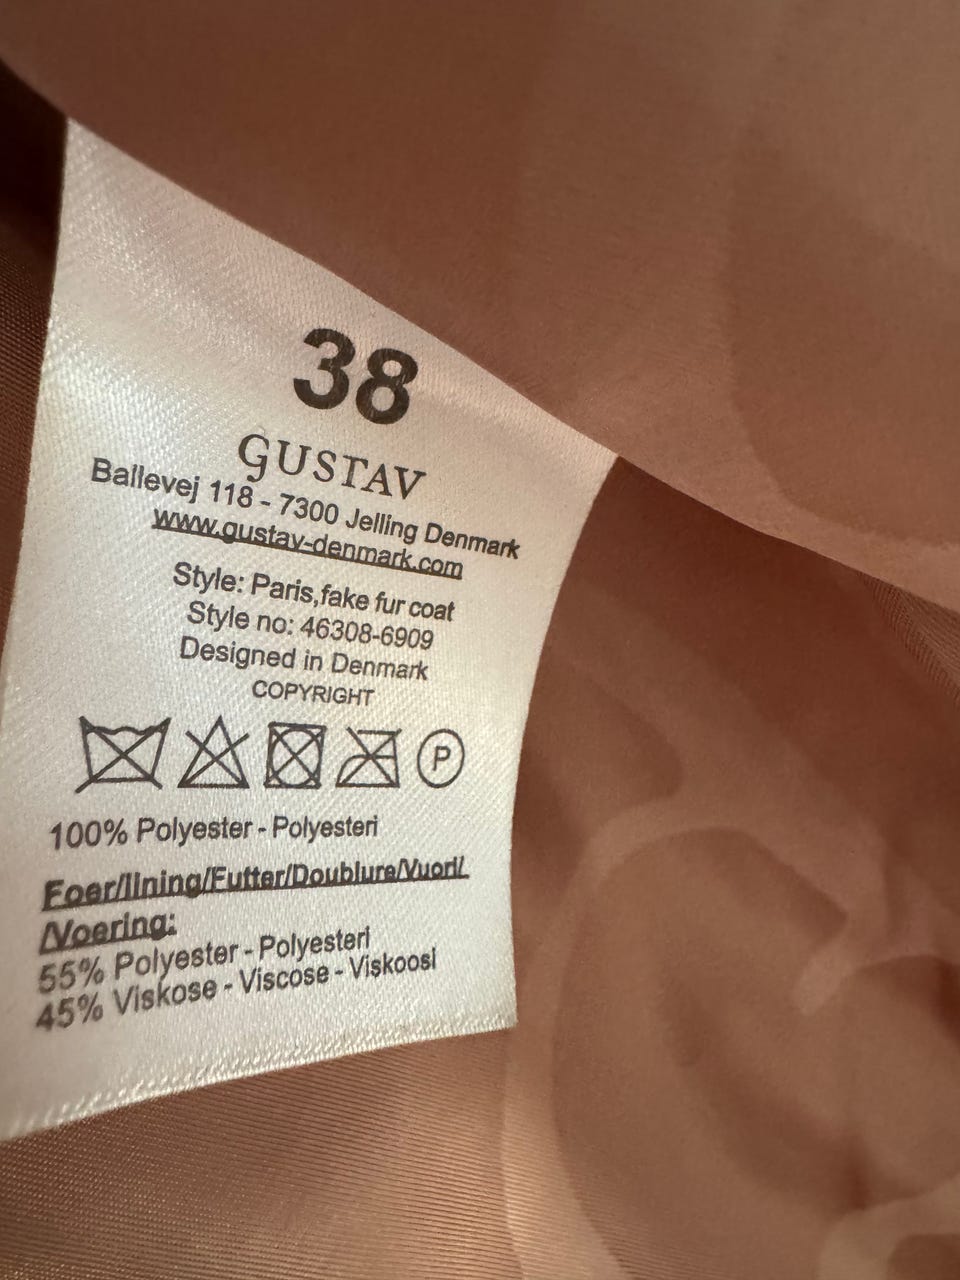 38
GUSTAV
Ballevej 118 - 7300 Jelling Denmark
www.gustav-denmark.com
Style: Paris,fake fur coat
Style no: 46308-6909
Designed in Denmark
COPYRIGHT
P
100% Polyester - Polyesteri
Foer/lining/Futter/Doublure/Vuori/
/Voering:
55% Polyester - Polyesteri
45% Viskose - Viscose - Viskoosi